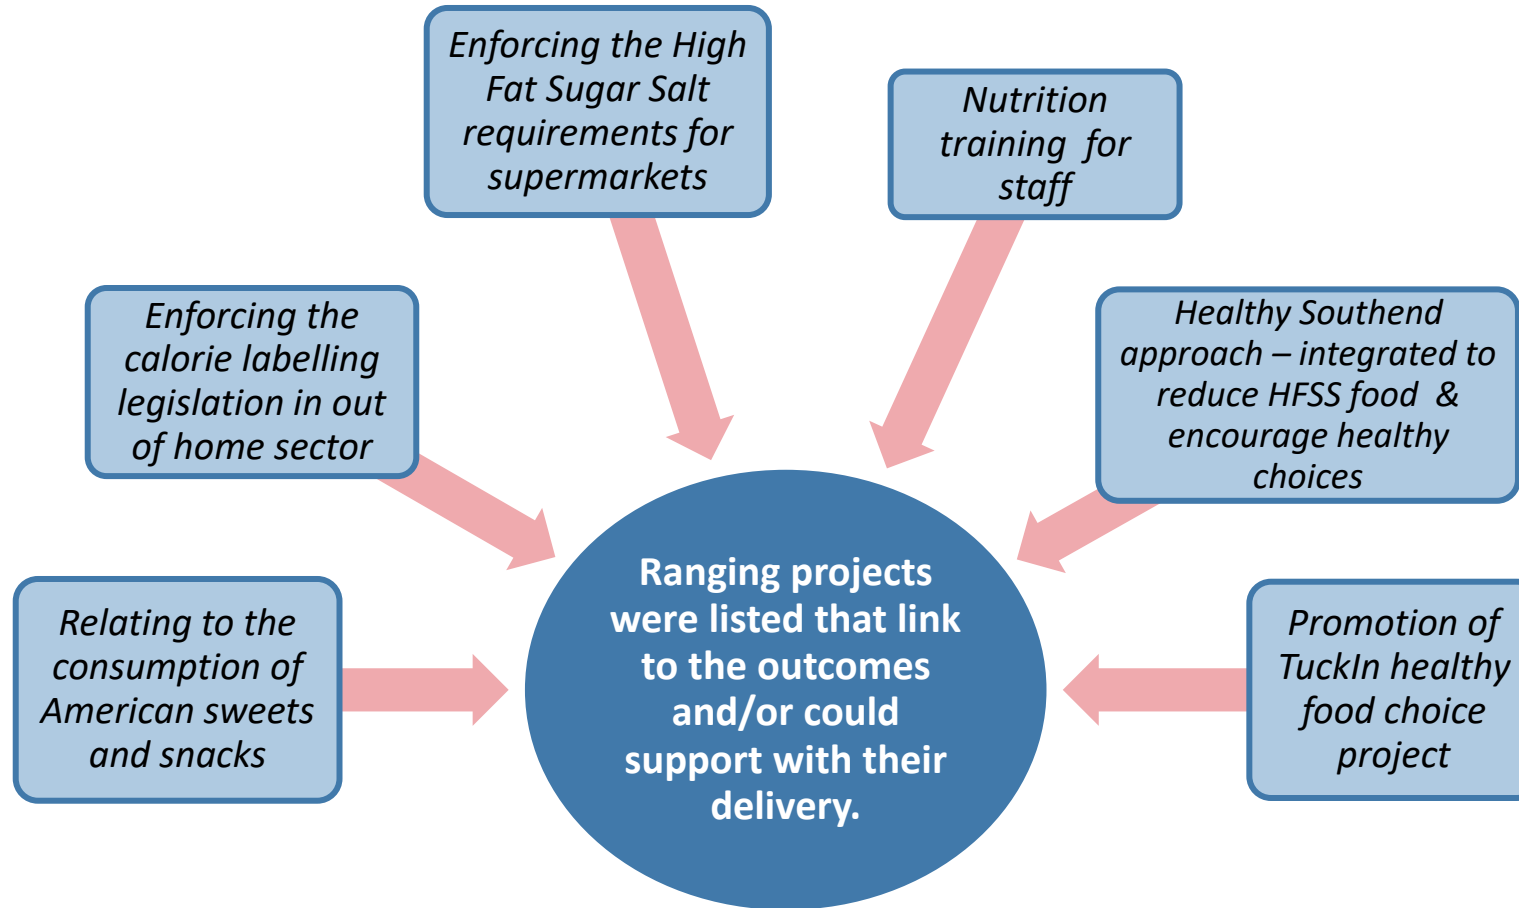 Enforcing the High
Fat Sugar Salt
requirements for
supermarkets
Nutrition
training for
staff
Enforcing the
calorie labelling
legislation in out
of home sector
Healthy Southend
approach – integrated to
reduce HFSS food &
encourage healthy
choices
Relating to the
consumption of
American sweets
and snacks
Ranging projects
were listed that link
to the outcomes
and/or could
support with their
delivery.
Promotion of
TuckIn healthy
food choice
project